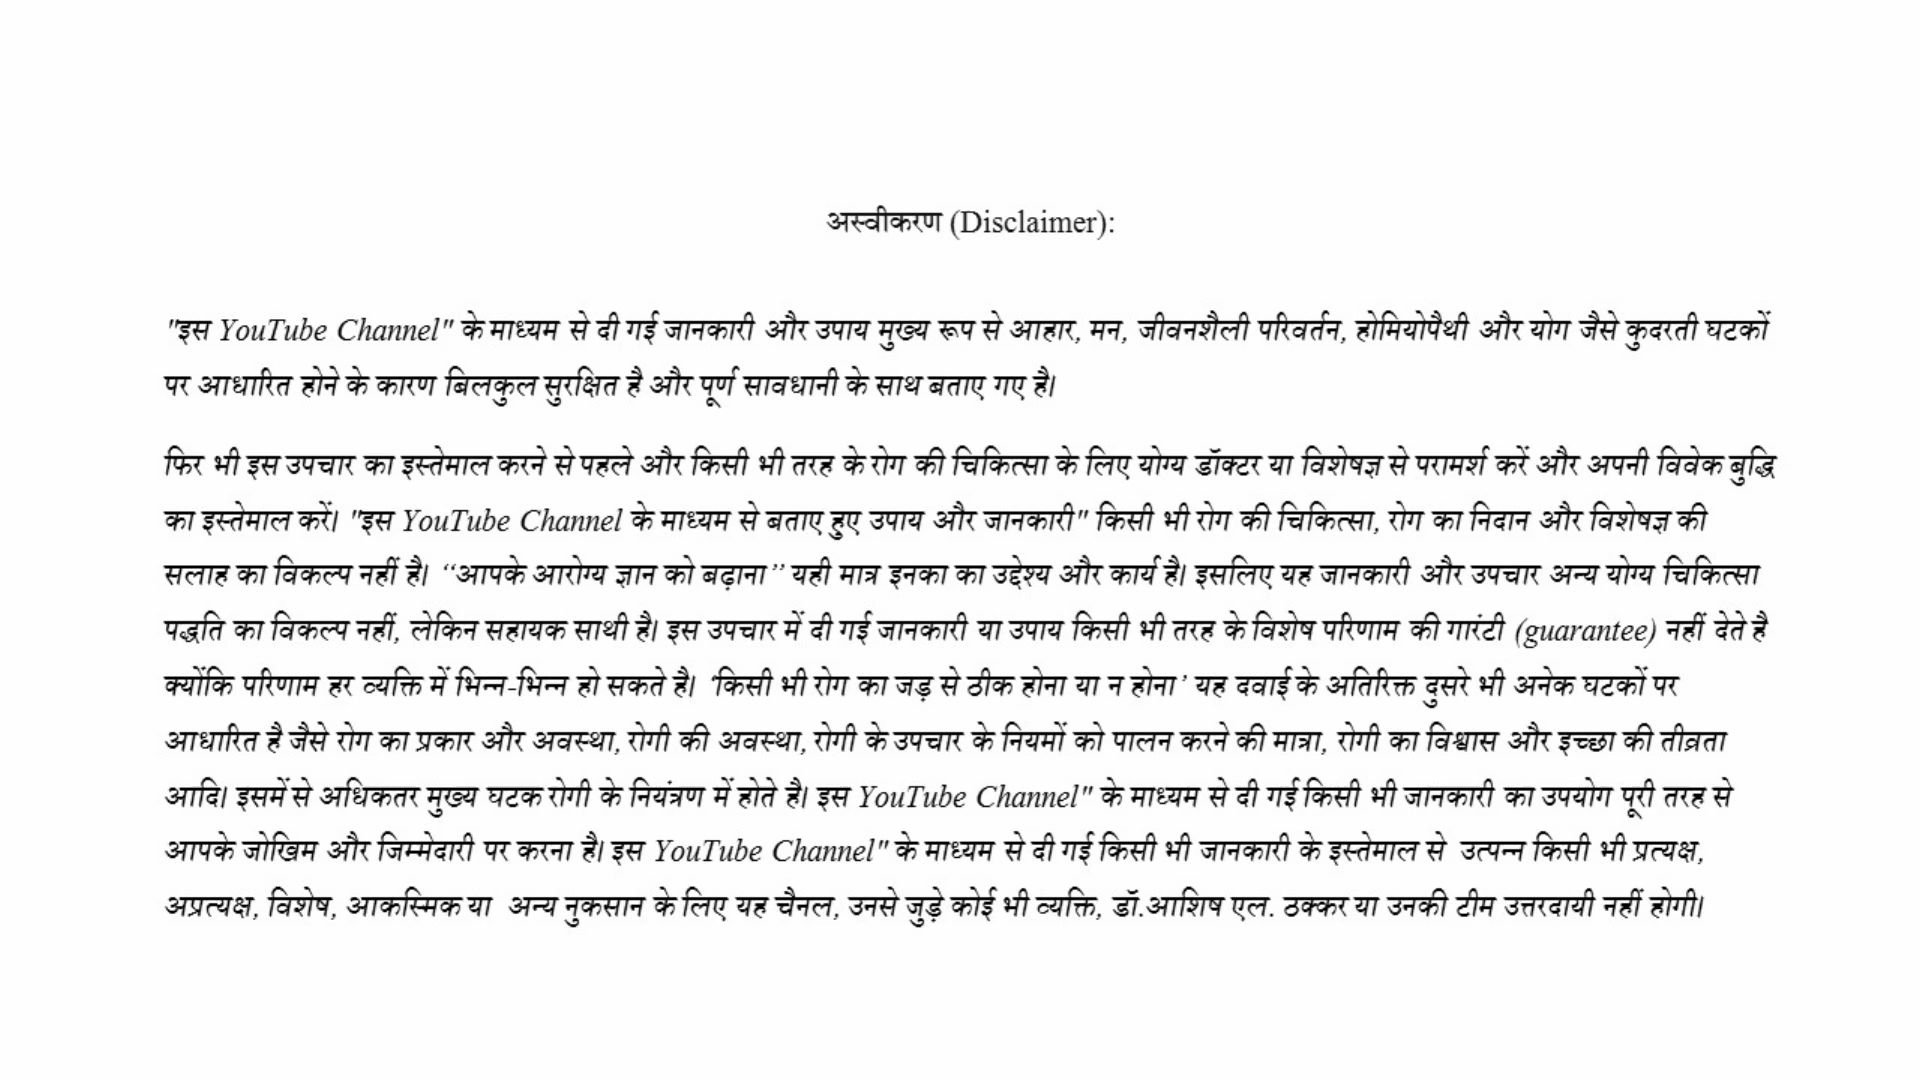 अस्वीकरण (Disclaimer):
"इस YouTube Channel" के माध्यम से दी गई जानकारी और उपाय मुख्य रूप से आहार, मन, जीवनशैली परिवर्तन, होमियोपैथी और योग जैसे कुदरती घटकों
पर आधारित होने के कारण बिलकुल सुरक्षित है और पूर्ण सावधानी के साथ बताए गए है।
फिर भी इस उपचार का इस्तेमाल करने से पहले और किसी भी तरह के रोग की चिकित्सा के लिए योग्य डॉक्टर या विशेषज्ञ से परामर्श करें और अपनी विवेक बुद्धि
का इस्तेमाल करें। "इस YouTube Channel के माध्यम से बताए हुए उपाय और जानकारी" किसी भी रोग की चिकित्सा, रोग का निदान और विशेषज्ञ की
सलाह का विकल्प नहीं है। “आपके आरोग्य ज्ञान को बढ़ाना” यही मात्र इनका का उद्देश्य और कार्य है। इसलिए यह जानकारी और उपचार अन्य योग्य चिकित्सा
पद्धति का विकल्प नहीं, लेकिन सहायक साथी है। इस उपचार में दी गई जानकारी या उपाय किसी भी तरह के विशेष परिणाम की गारंटी (guarantee) नहीं देते है
क्योंकि परिणाम हर व्यक्ति में भिन्न-भिन्न हो सकते है। ‘किसी भी रोग का जड़ से ठीक होना या न होना’ यह दवाई के अतिरिक्त दुसरे भी अनेक घटकों पर
आधारित है जैसे रोग का प्रकार और अवस्था, रोगी की अवस्था, रोगी के उपचार के नियमों को पालन करने की मात्रा, रोगी का विश्वास और इच्छा की तीव्रता
आदि। इसमें से अधिकतर मुख्य घटक रोगी के नियंत्रण में होते है। इस YouTube Channel" के माध्यम से दी गई किसी भी जानकारी का उपयोग पूरी तरह से
आपके जोखिम और जिम्मेदारी पर करना है। इस YouTube Channel" के माध्यम से दी गई किसी भी जानकारी के इस्तेमाल से उत्पन्न किसी भी प्रत्यक्ष,
अप्रत्यक्ष, विशेष, आकस्मिक या अन्य नुकसान के लिए यह चैनल, उनसे जुड़े कोई भी व्यक्ति, डॉ.आशिष एल. ठक्कर या उनकी टीम उत्तरदायी नहीं होगी।